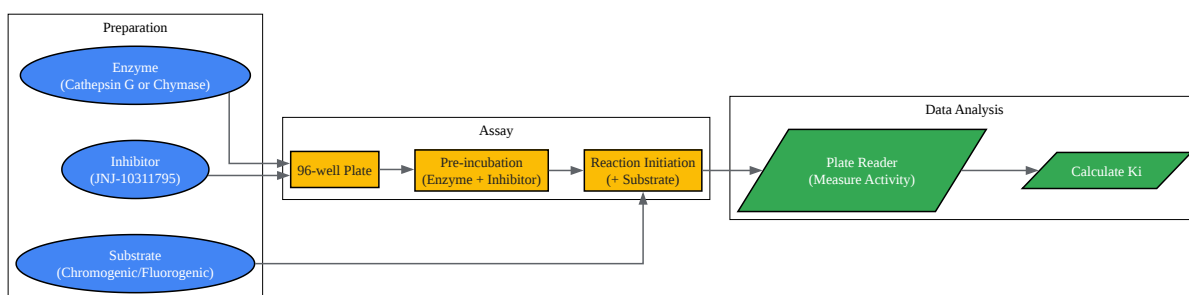 Preparation
Enzyme
(Cathepsin G or Chymase)
Inhibitor
(JNJ-10311795)
Substrate
(Chromogenic/Fluorogenic)
Assay
96-well Plate
Pre-incubation
(Enzyme + Inhibitor)
Reaction Initiation
(+ Substrate)
Data Analysis
Plate Reader
(Measure Activity)
Calculate Ki